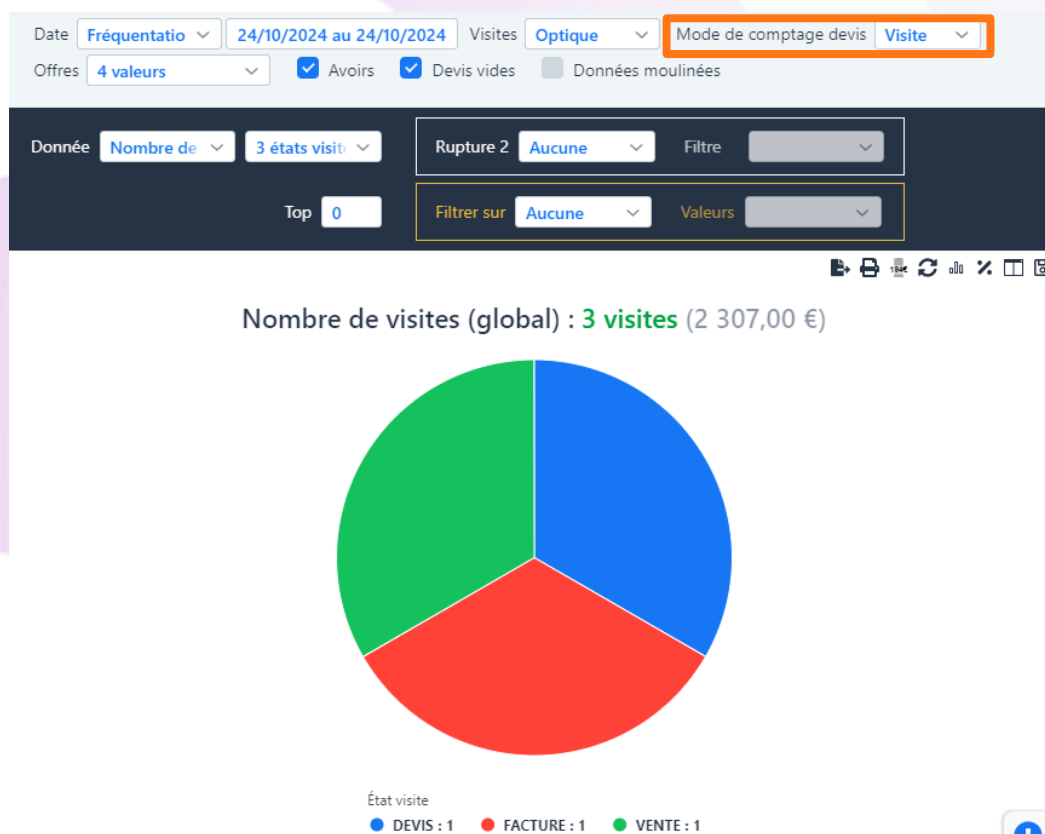 Date Fréquentatio 24/10/2024 au 24/10/2024 Visites Optique Mode de comptage devis Visite
Offres 4 valeurs Avoirs Devis vides Données moulinées
Donnée Nombre de 3 états visit Rupture 2 Aucune Filtre
Top 0 Filtrer sur Aucune Valeurs
Nombre de visites (global) : 3 visites (2 307,00 €)
État visite
DEVIS : 1 FACTURE : 1 VENTE : 1